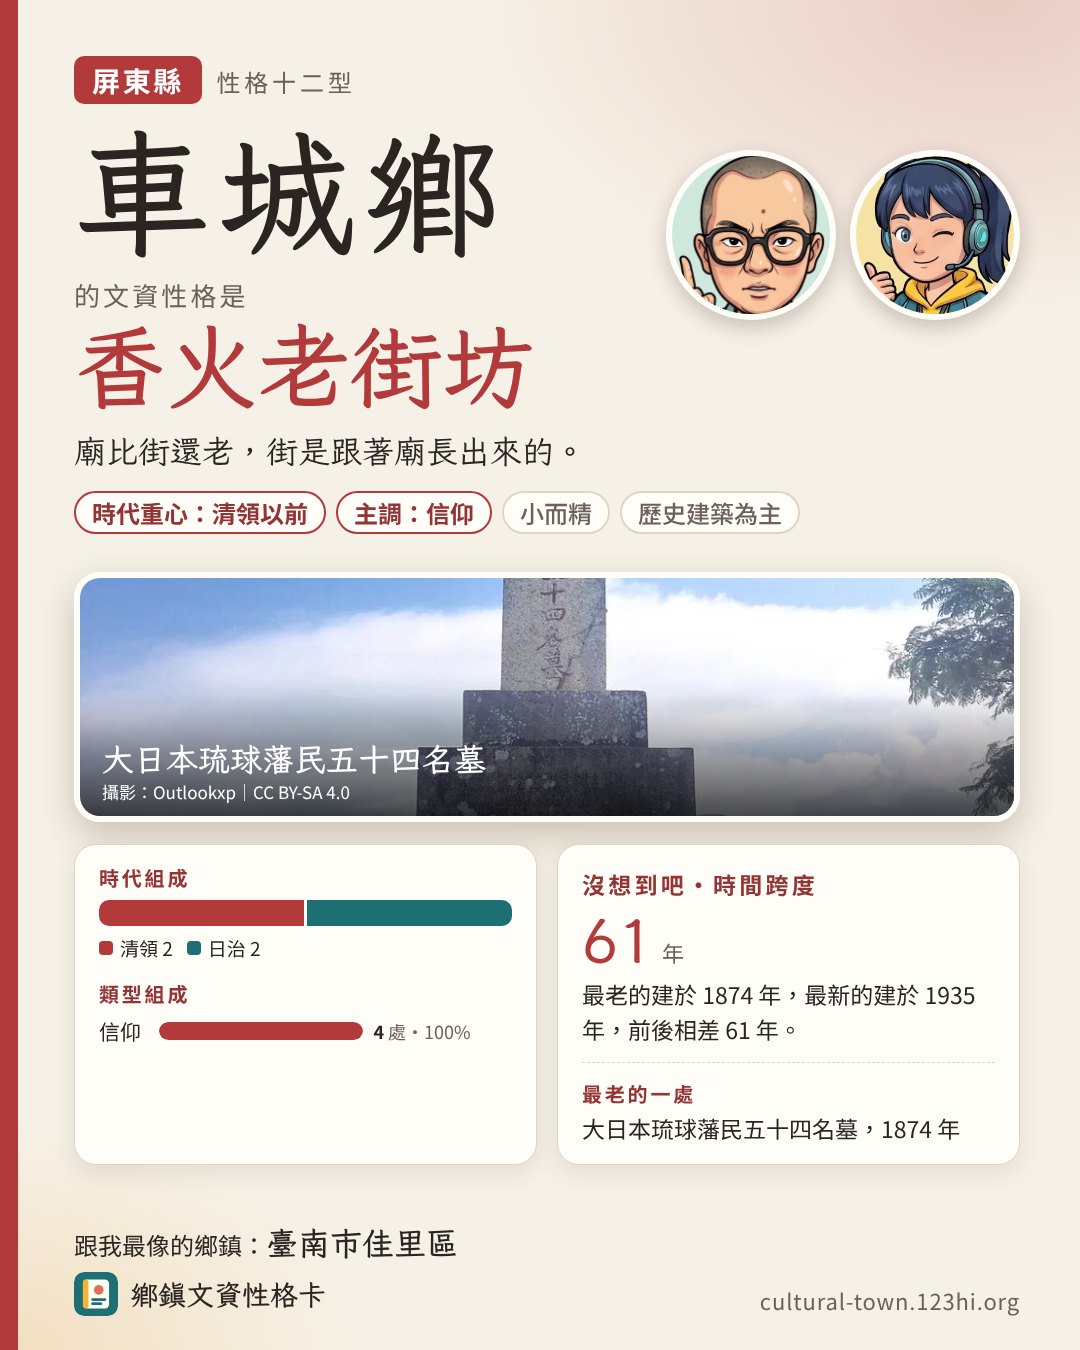 屏東縣 性格十二型
車城鄉
的文資性格是
香火老街坊
廟比街還老，街是跟著廟長出來的。
時代重心：清領以前 主調：信仰 小而精 歷史建築為主
十四名墓
大日本琉球藩民五十四名墓
攝影：Outlookxp｜CC BY-SA 4.0
時代組成
清領 2 日治 2
類型組成
信仰 4 處・100%
沒想到吧・時間跨度
61 年
最老的建於 1874 年，最新的建於 1935
年，前後相差 61 年。
最老的一處
大日本琉球藩民五十四名墓，1874 年
跟我最像的鄉鎮：臺南市佳里區
鄉鎮文資性格卡
cultural-town.123hi.org